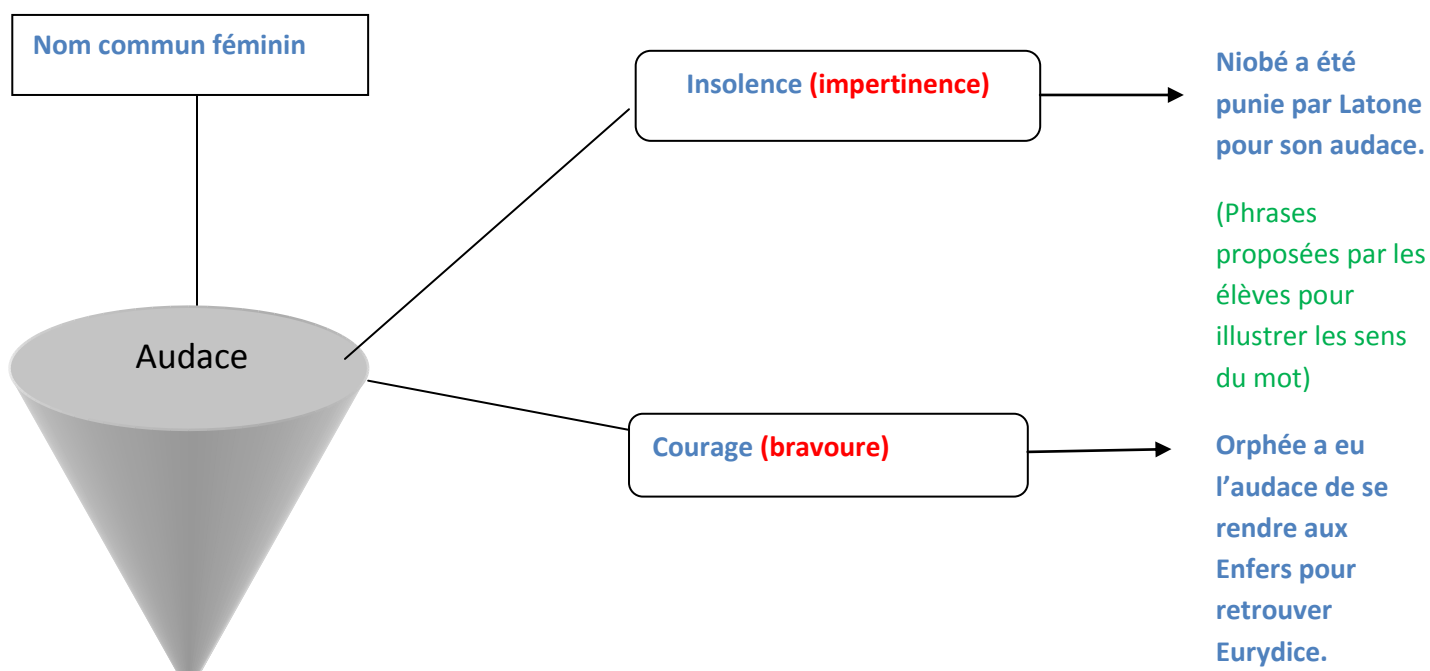 Nom commun féminin
Audace
Insolence (impertinence)
Niobé a été
punie par Latone
pour son audace.
(Phrases
proposées par les
élèves pour
illustrer les sens
du mot)
Courage (bravoure)
Orphée a eu
l’audace de se
rendre aux
Enfers pour
retrouver
Eurydice.